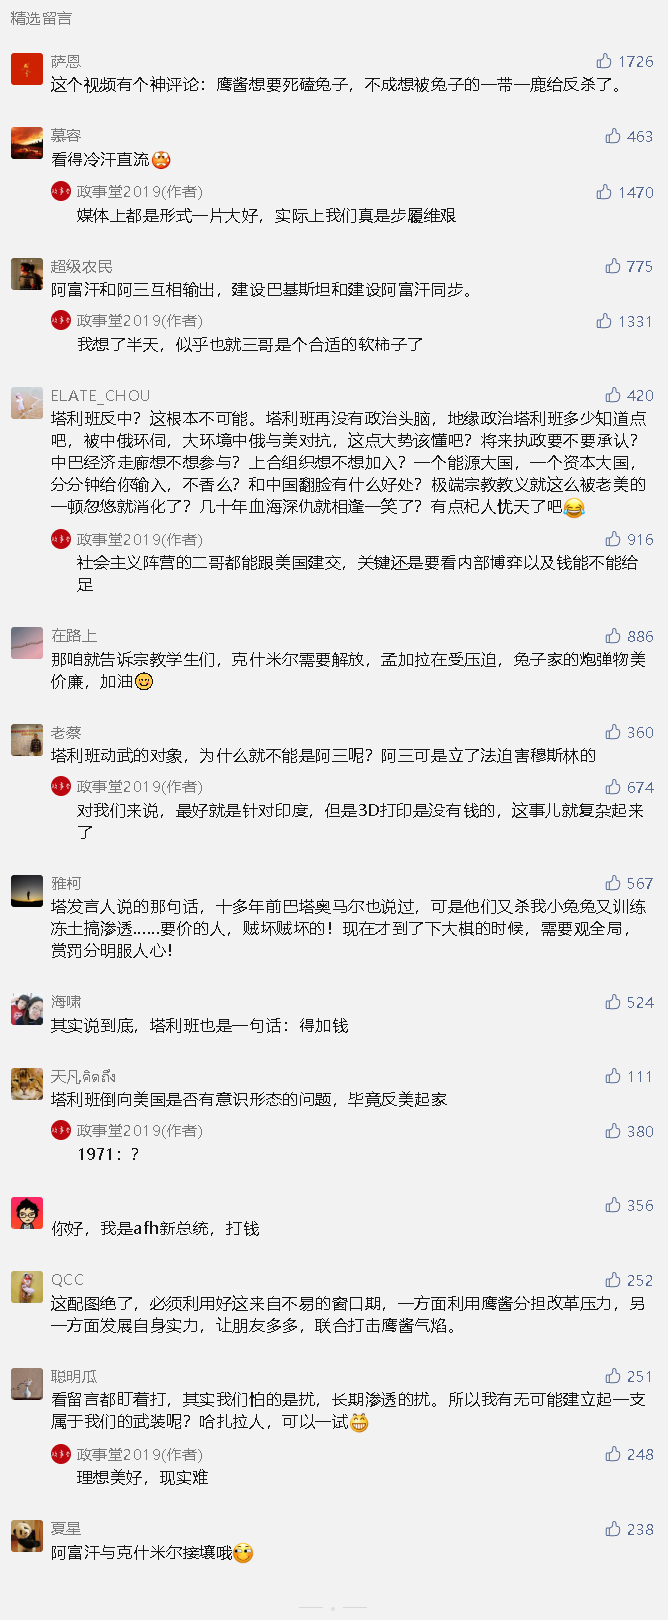 精选留言
萨恩 1726
这个视频有个神评论：鹰酱想要死磕兔子，不成想被兔子的一带一鹿给反杀了。
慕容 463
看得冷汗直流
政事堂2019(作者) 1470
媒体上都是形式一片大好，实际上我们真是步履维艰
超级农民 775
阿富汗和阿三互相输出，建设巴基斯坦和建设阿富汗同步。
政事堂2019(作者) 1331
我想了半天，似乎也就三哥是个合适的软柿子了
ELATE_CHOU 420
塔利班反中？这根本不可能。塔利班再没有政治头脑，地缘政治塔利班多少知道点
吧，被中俄环伺，大环境中俄与美对抗，这点大势该懂吧？将来执政要不要承认？
中巴经济走廊想不想参与？上合组织想不想加入？一个能源大国，一个资本大国，
分分钟给你输入，不香么？和中国翻脸有什么好处？极端宗教教义就这么被老美的
一顿忽悠就消化了？几十年血海深仇就相逢一笑了？有点杞人忧天了吧😂
政事堂2019(作者) 916
社会主义阵营的二哥都能跟美国建交，关键还是要看内部博弈以及钱能不能给
足
在路上 886
那咱就告诉宗教学生们，克什米尔需要解放，孟加拉在受压迫，兔子家的炮弹物美
价廉，加油
老蔡 360
塔利班动武的对象，为什么就不能是阿三呢？阿三可是立了法迫害穆斯林的
政事堂2019(作者) 674
对我们来说，最好就是针对印度，但是3D打印是没有钱的，这事儿就复杂起来
了
雅柯 567
塔发言人说的那句话，十多年前巴塔奥马尔也说过，可是他们又杀我小兔兔又训练
冻土搞渗透......要价的人，贼坏贼坏的！现在才到了下大棋的时候，需要观全局，
赏罚分明服人心！
海啸 524
其实说到底，塔利班也是一句话：得加钱
天凡,คิดถึง 111
塔利班倒向美国是否有意识形态的问题，毕竟反美起家
政事堂2019(作者) 380
1971：？
356
你好，我是afh新总统，打钱
QCC 252
这配图绝了，必须利用好这来自不易的窗口期，一方面利用鹰酱分担改革压力，另
一方面发展自身实力，让朋友多多，联合打击鹰酱气焰。
聪明瓜 251
看留言都盯着打，其实我们怕的是扰，长期渗透的扰。所以我有无可能建立起一支
属于我们的武装呢？哈扎拉人，可以一试😁
政事堂2019(作者) 248
理想美好，现实难
夏星 238
阿富汗与克什米尔接壤哦